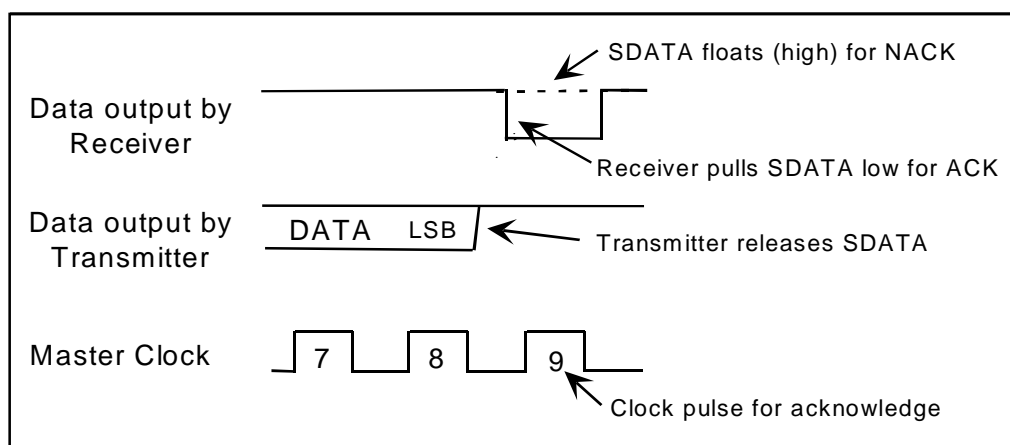 SDATA floats (high) for NACK
Data output by
Receiver
Receiver pulls SDATA low for ACK
Data output by
Transmitter
DATA LSB
Transmitter releases SDATA
Master Clock
7 8 9
Clock pulse for acknowledge